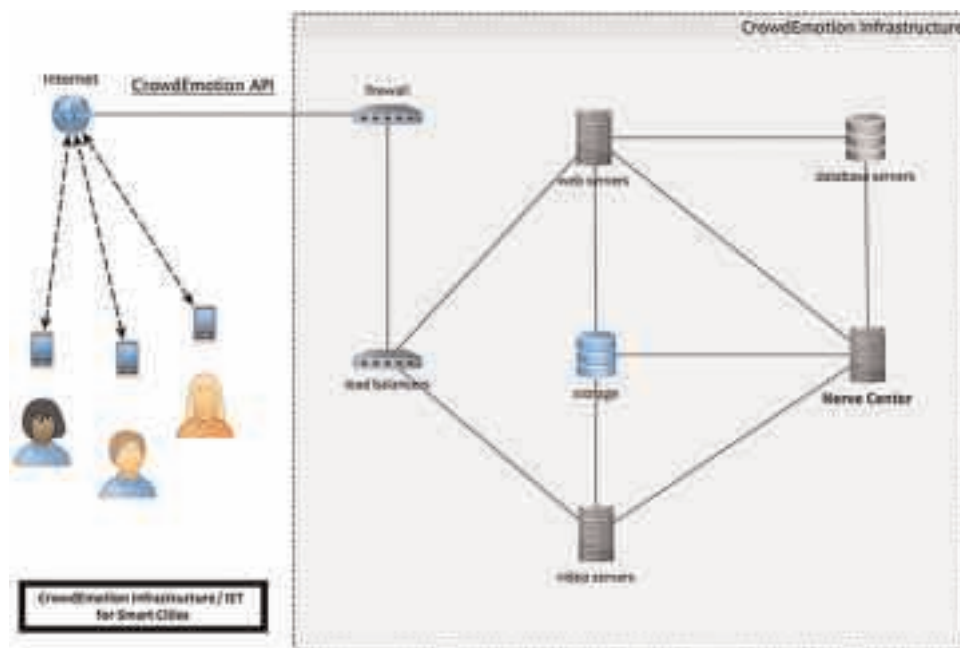 CrowdEmotion Infrastructure
Internet
CrowdEmotion API
firewall
web servers
database servers
load balancers
storage
Nerve Center
video servers
CrowdEmotion Infrastructure / IET
for Smart Cities